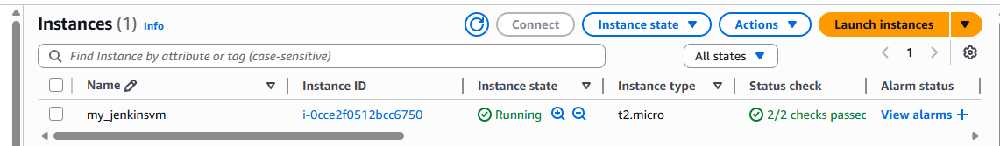 Instances (1) Info Connect Instance state Actions Launch instances
Find Instance by attribute or tag (case-sensitive) All states 1
Name Instance ID Instance state Instance type Status check Alarm status
my_jenkinsvm i-0cce2f0512bcc6750 Running t2.micro 2/2 checks passed View alarms +